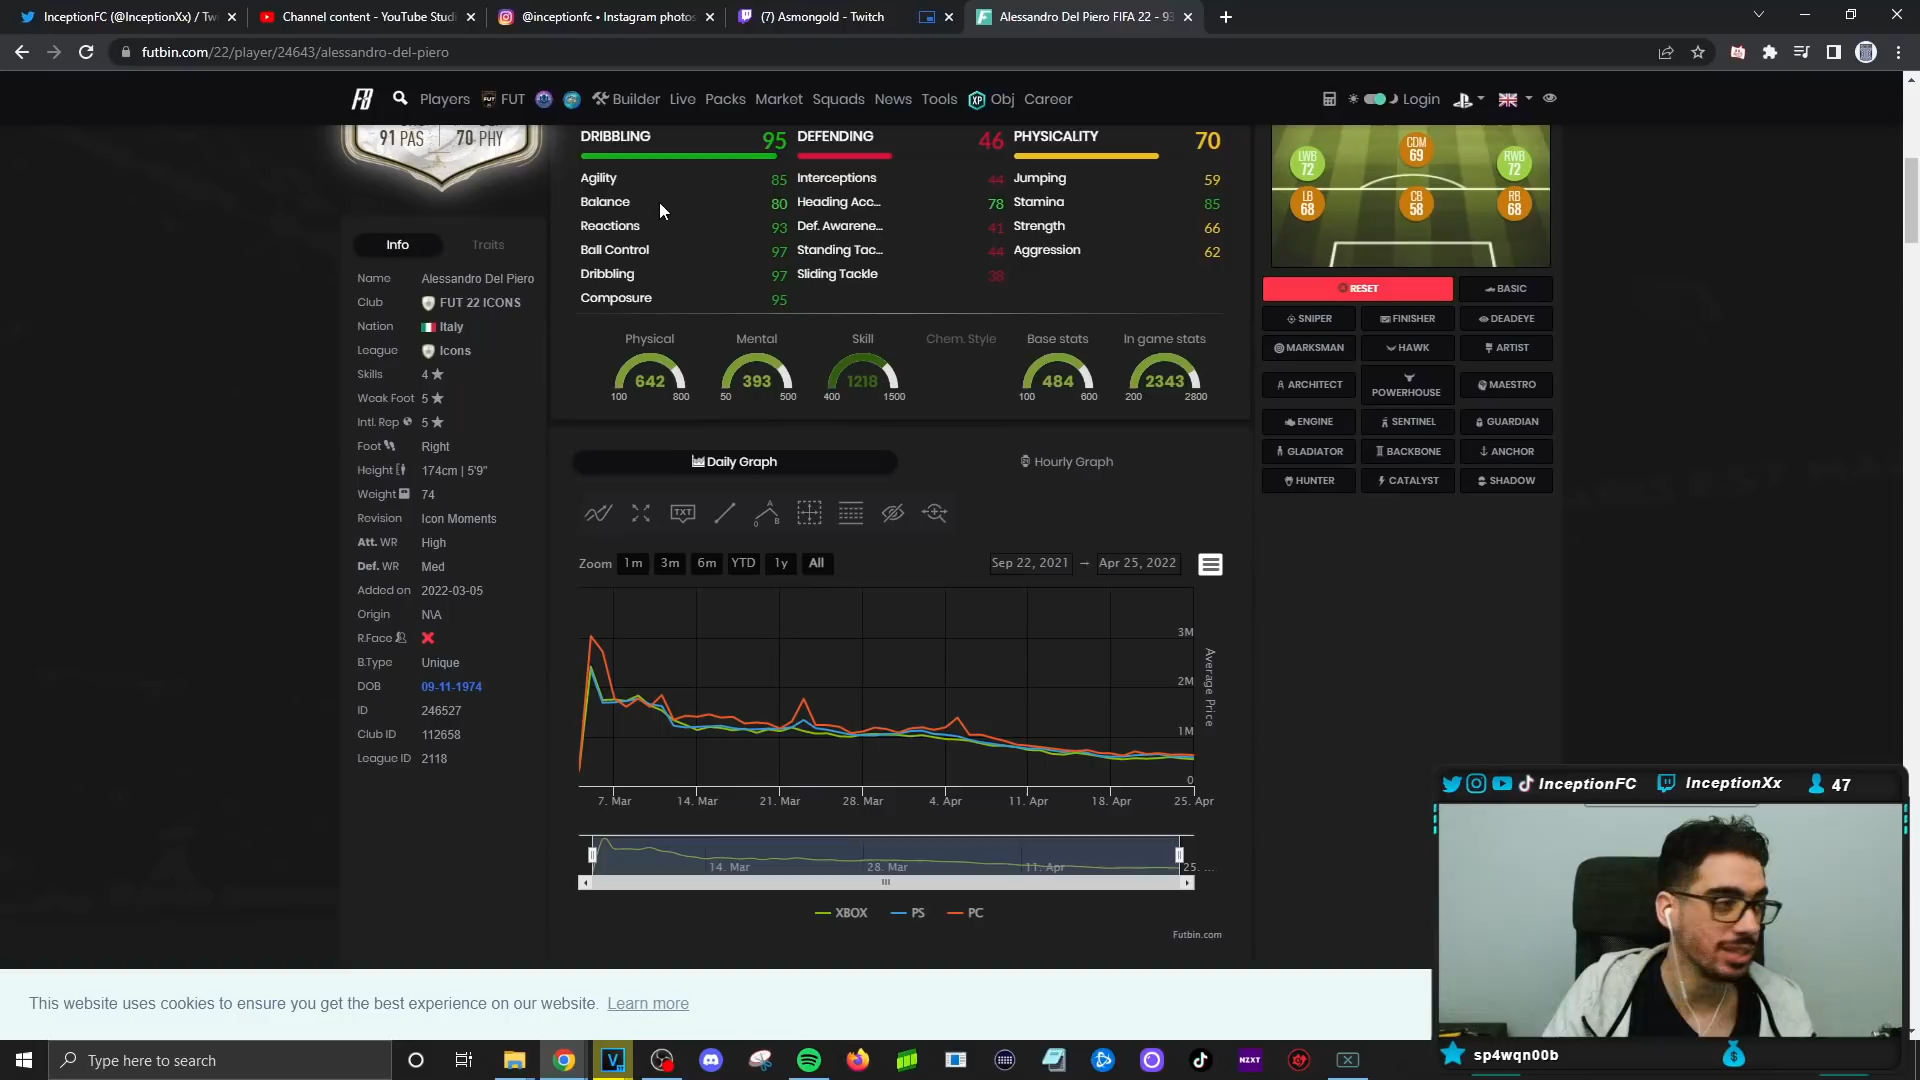 InceptionFC (@InceptionXx) / Tw
Channel content - YouTube Studi
@inceptionfc • Instagram photos
(7) Asmongold - Twitch
Alessandro Del Piero FIFA 22 - 93
futbin.com/22/player/24643/alessandro-del-piero
Players FUT Builder Live Packs Market Squads News Tools XP Obj Career Login
91 PAS 70 PHY
DRIBBLING 95 DEFENDING 46 PHYSICALITY 70
Agility 85 Interceptions 44 Jumping 59
Balance 80 Heading Acc... 78 Stamina 85
Reactions 93 Def. Awarene... 41 Strength 66
Ball Control 97 Standing Tac... 44 Aggression 62
Dribbling 97 Sliding Tackle 38
Composure 95
LWB 72 CDM 69 RWB 72
LB 68 CB 58 RB 68
Info Traits
Name Alessandro Del Piero
Club FUT 22 ICONS
Nation Italy
League Icons
Skills 4
Weak Foot 5
Intl. Rep 5
Foot Right
Height 174cm | 5'9"
Weight 74
Revision Icon Moments
Att. WR High
Def. WR Med
Added on 2022-03-05
Origin N\A
R.Face
B.Type Unique
DOB 09-11-1974
ID 246527
Club ID 112658
League ID 2118
Physical Mental Skill Chem. Style Base stats In game stats
642 393 1218 484 2343
100 800 50 500 400 1500 100 600 200 2800
RESET BASIC
SNIPER FINISHER DEADEYE
MARKSMAN HAWK ARTIST
ARCHITECT POWERHOUSE MAESTRO
ENGINE SENTINEL GUARDIAN
GLADIATOR BACKBONE ANCHOR
HUNTER CATALYST SHADOW
Daily Graph Hourly Graph
TXT
Zoom 1m 3m 6m YTD 1y All Sep 22, 2021 → Apr 25, 2022
3M
2M
1M
0
Average Price
7. Mar 14. Mar 21. Mar 28. Mar 4. Apr 11. Apr 18. Apr 25. Apr
14. Mar 28. Mar 11. Apr 25. ...
XBOX PS PC
Futbin.com
This website uses cookies to ensure you get the best experience on our website. Learn more
InceptionFC InceptionXx 47
sp4wqn00b
Type here to search
NZXT